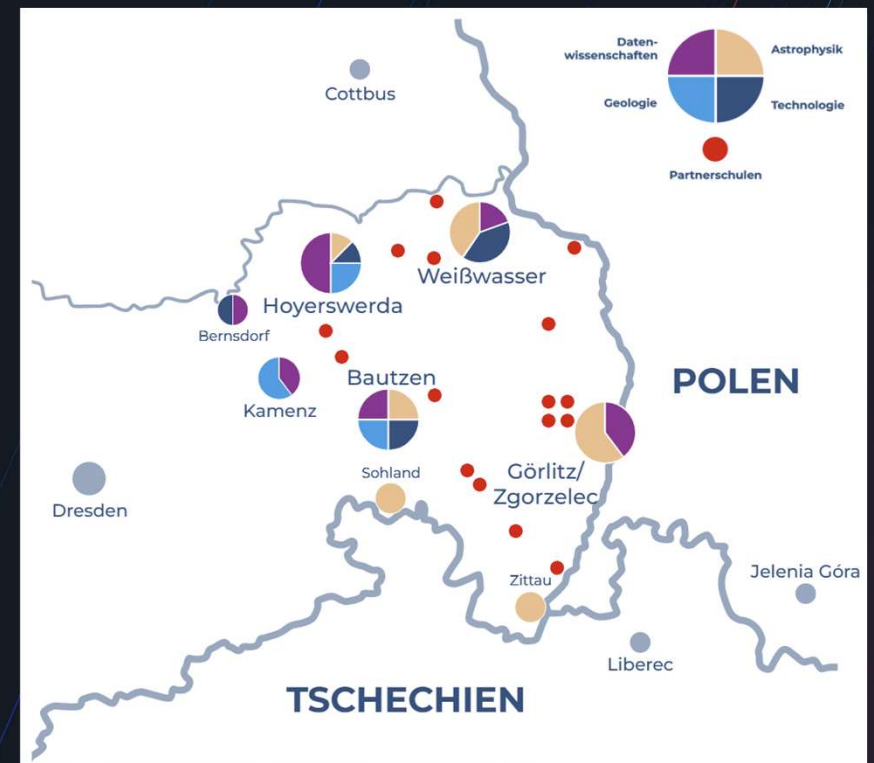 Daten-
wissenschaften
Astrophysik
Geologie
Technologie
Partnerschulen
Cottbus
Weißwasser
Hoyerswerda
Bernsdorf
POLEN
Bautzen
Kamenz
Sohland
Görlitz/
Zgorzelec
Dresden
Zittau
Jelenia Góra
Liberec
TSCHECHIEN